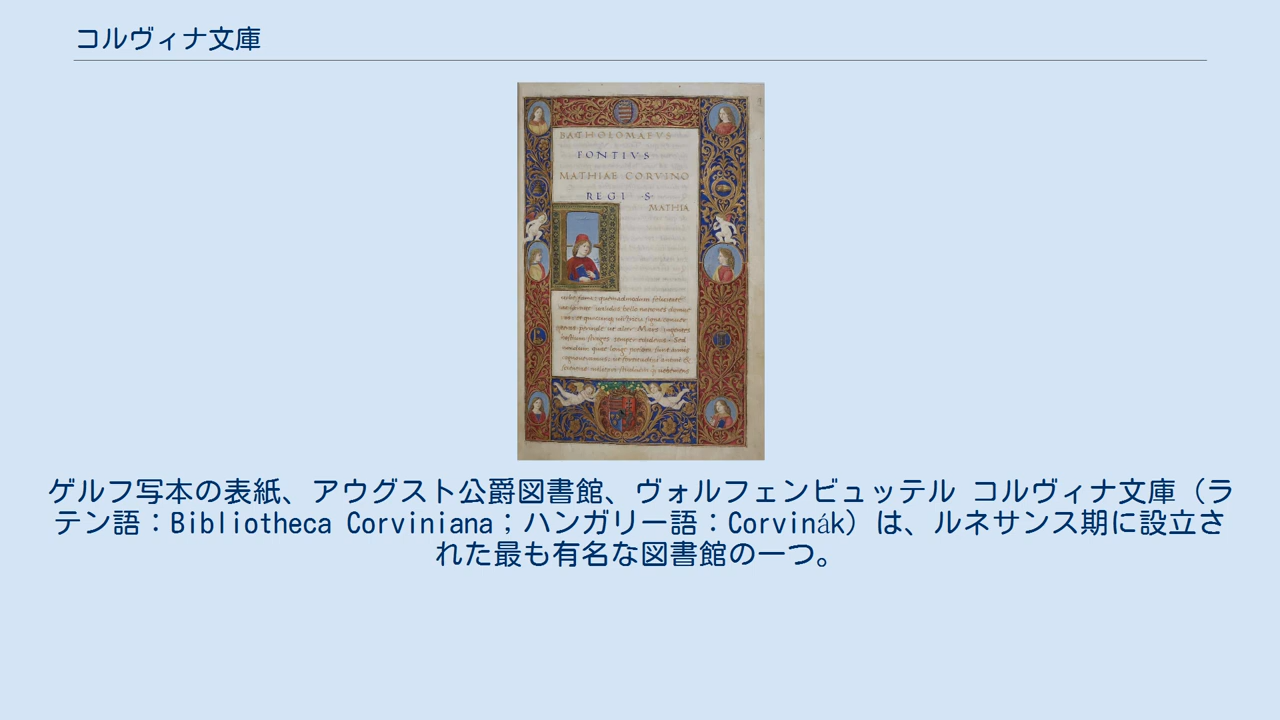 コルヴィナ文庫
BARTHOLOMAEVS
FONTIVS
MATHIAE CORVINO
REGI S
MATHIA
ゲルフ写本の表紙、アウグスト公爵図書館、ヴォルフェンビュッテル コルヴィナ文庫（ラ
テン語：Bibliotheca Corviniana；ハンガリー語：Corvinák）は、ルネサンス期に設立さ
れた最も有名な図書館の一つ。